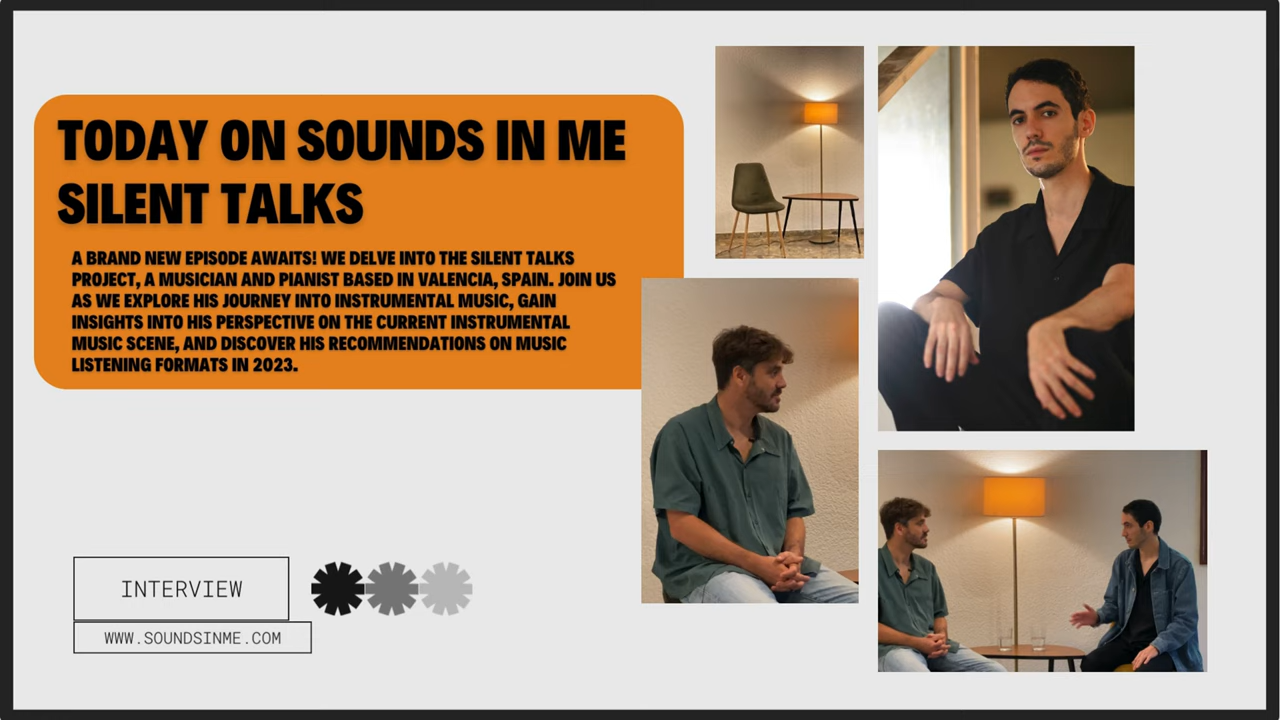 TODAY ON SOUNDS IN ME
SILENT TALKS
A BRAND NEW EPISODE AWAITS! WE DELVE INTO THE SILENT TALKS
PROJECT, A MUSICIAN AND PIANIST BASED IN VALENCIA, SPAIN. JOIN US
AS WE EXPLORE HIS JOURNEY INTO INSTRUMENTAL MUSIC, GAIN
INSIGHTS INTO HIS PERSPECTIVE ON THE CURRENT INSTRUMENTAL
MUSIC SCENE, AND DISCOVER HIS RECOMMENDATIONS ON MUSIC
LISTENING FORMATS IN 2023.
INTERVIEW
WWW.SOUNDSINME.COM